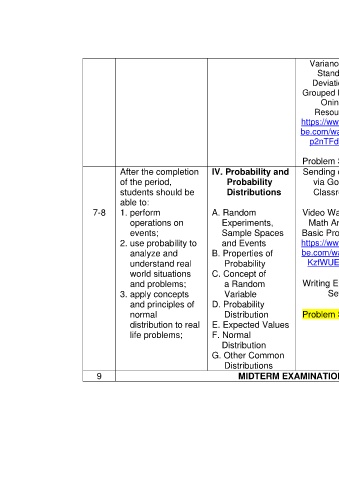 Varianc
Stand
Deviati
Grouped
Onin
Resou
https://ww
be.com/wa
p2nTFd
Problem
After the completion
of the period,
students should be
able to:
1. perform
operations on
events;
2. use probability to
analyze and
understand real
world situations
and problems;
3. apply concepts
and principles of
normal
distribution to real
life problems;
7-8
IV. Probability and
Probability
Distributions
A. Random
Experiments,
Sample Spaces
and Events
B. Properties of
Probability
C. Concept of
a Random
Variable
D. Probability
Distribution
E. Expected Values
F. Normal
Distribution
G. Other Common
Distributions
Sending
via Go
Classr
Video Wa
Math An
Basic Pro
https://ww
be.com/wa
KzfWUE
Writing E
Se
Problem
9
MIDTERM EXAMINATIO